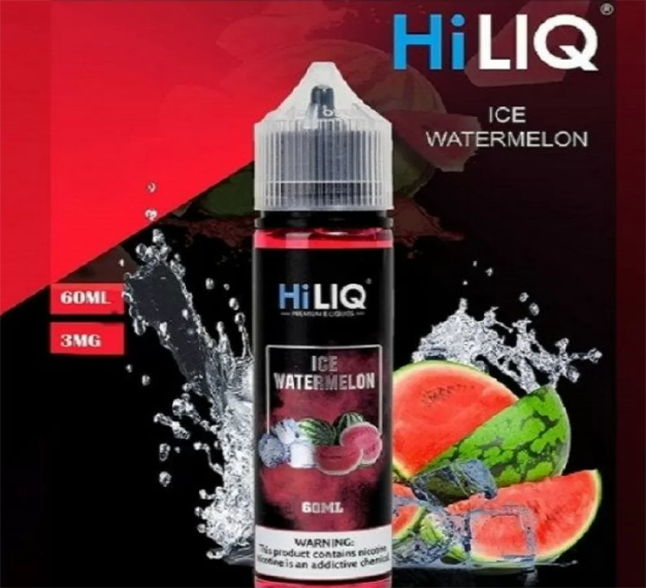 HiLIQ®
ICE
WATERMELON
60ML
3MG
HiLIQ®
PREMIUM E-LIQUIDS
ICE
WATERMELON
60ML
WARNING:
This product contains nicotine.
Nicotine is an addictive chemical.